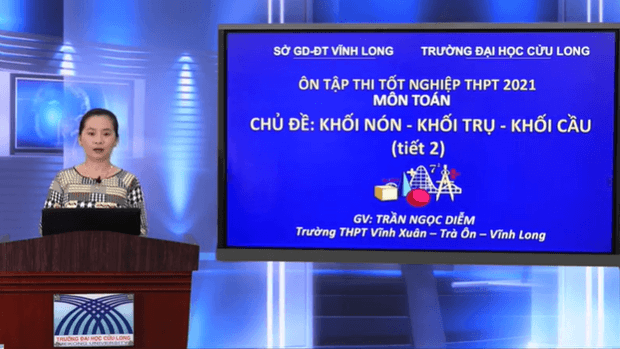 SỞ GD-ĐT VĨNH LONG
TRƯỜNG ĐẠI HỌC CỬU LONG
ÔN TẬP THI TỐT NGHIỆP THPT 2021
MÔN TOÁN
CHỦ ĐỀ: KHỐI NÓN - KHỐI TRỤ - KHỐI CẦU
(tiết 2)
GV: TRẦN NGỌC DIỄM
Trường THPT Vĩnh Xuân – Trà Ôn – Vĩnh Long
TRƯỜNG ĐẠI HỌC CỬU LONG
MEKONG UNIVERSITY